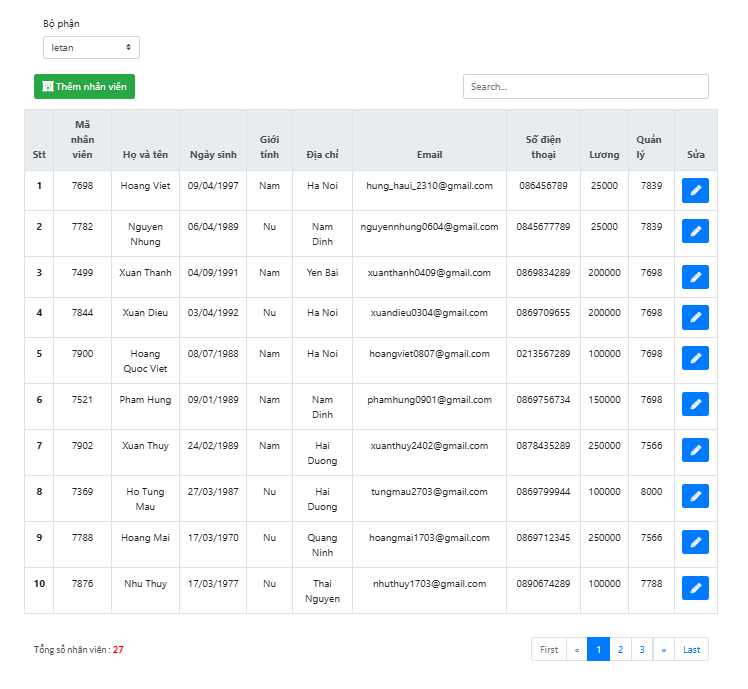 Bộ phận
letan
Thêm nhân viên
Search...
Stt Mã nhân viên Họ và tên Ngày sinh Giới tính Địa chỉ Email Số điện thoại Lương Quản lý Sửa
1 7698 Hoang Viet 09/04/1997 Nam Ha Noi hung_haui_2310@gmail.com 086456789 25000 7839
2 7782 Nguyen Nhung 06/04/1989 Nu Nam Dinh nguyennhung0604@gmail.com 0845677789 25000 7839
3 7499 Xuan Thanh 04/09/1991 Nam Yen Bai xuanthanh0409@gmail.com 0869834289 200000 7698
4 7844 Xuan Dieu 03/04/1992 Nu Ha Noi xuandieu0304@gmail.com 0869709655 200000 7698
5 7900 Hoang Quoc Viet 08/07/1988 Nam Ha Noi hoangviet0807@gmail.com 0213567289 100000 7698
6 7521 Pham Hung 09/01/1989 Nam Nam Dinh phamhung0901@gmail.com 0869756734 150000 7698
7 7902 Xuan Thuy 24/02/1989 Nam Hai Duong xuanthuy2402@gmail.com 0878435289 250000 7566
8 7369 Ho Tung Mau 27/03/1987 Nu Hai Duong tungmau2703@gmail.com 0869799944 100000 8000
9 7788 Hoang Mai 17/03/1970 Nu Quang Ninh hoangmai1703@gmail.com 0869712345 250000 7566
10 7876 Nhu Thuy 17/03/1977 Nu Thai Nguyen nhuthuy1703@gmail.com 0890674289 100000 7788
Tổng số nhân viên : 27
First « 1 2 3 » Last